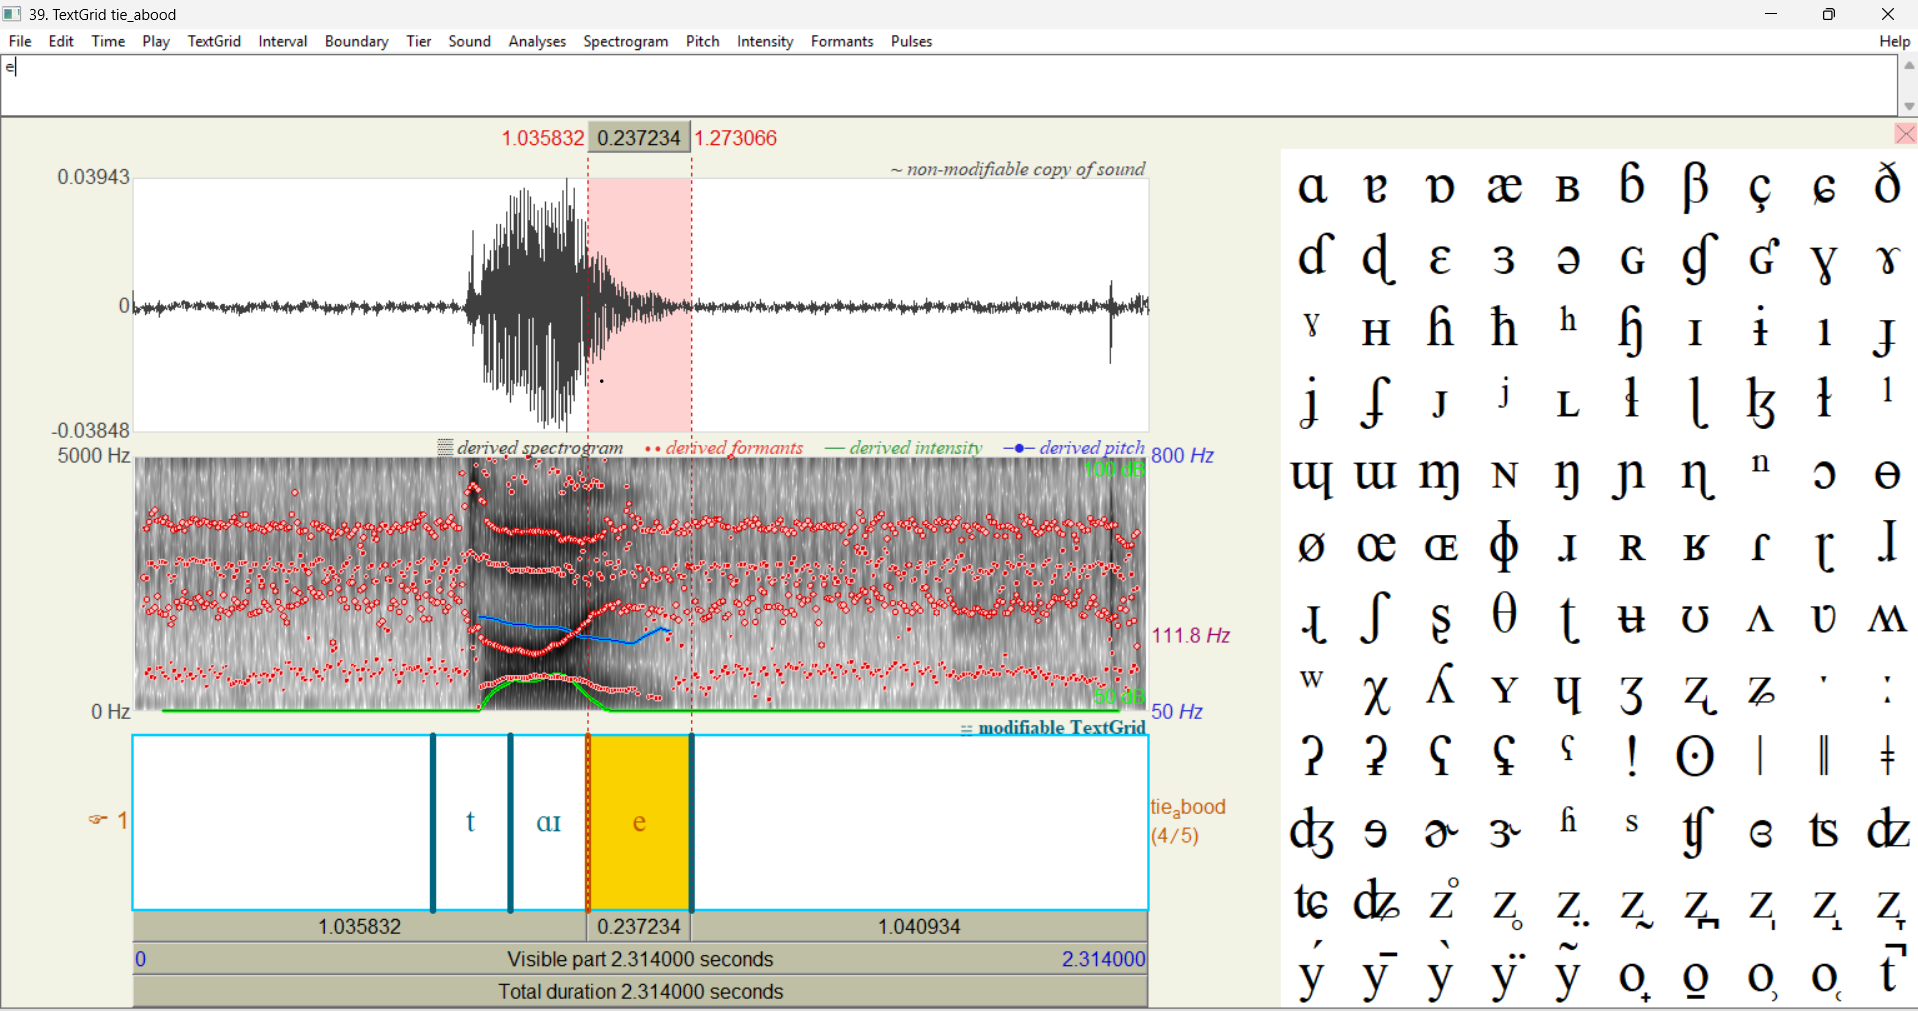 39. TextGrid tie_abood
File Edit Time Play TextGrid Interval Boundary Tier Sound Analyses Spectrogram Pitch Intensity Formants Pulses Help
e
1.035832 0.237234 1.273066
~ non-modifiable copy of sound
0.03943
0
-0.03848
derived spectrogram derived formants derived intensity derived pitch
5000 Hz 800 Hz
100 dB
111.8 Hz
50 dB
0 Hz 50 Hz
modifiable TextGrid
☞ 1 t ɑɪ e tieabood
(4/5)
1.035832 0.237234 1.040934
0 Visible part 2.314000 seconds 2.314000
Total duration 2.314000 seconds
ɑ ɐ ɒ æ ʙ ɓ β ç ɕ ð
ɗ ɖ ɛ ɜ ə ɢ ɠ ʛ ɣ ɤ
ˠ ʜ ɦ ħ ʰ ɧ ɪ ɨ ı ɟ
ʝ ʄ ᴊ ʲ ʟ ɫ ɭ ɮ ɬ ˡ
ɰ ɯ ɱ ɴ ŋ ɲ ɳ ⁿ ɔ ɵ
ø œ ɶ ɸ ɹ ʀ ʁ ɾ ɽ ɺ
ɻ ʃ ʂ θ ʈ ʉ ʊ ʌ ʋ ʍ
ʷ χ ʎ ʏ ɥ ʒ ʐ ʑ ˈ ː
ʔ ʡ ʕ ʢ ˤ ! ʘ ǀ ǁ ǂ
ʤ ɘ ɚ ɝ ʱ ˢ ʧ ɞ ʦ ʣ
ʨ ʥ z̊ z̥ z̤ z̰ z̪ z̩ z̝ z̞
ý ȳ ỳ ÿ ỹ o̟ o̠ o̹ o̜ t̚